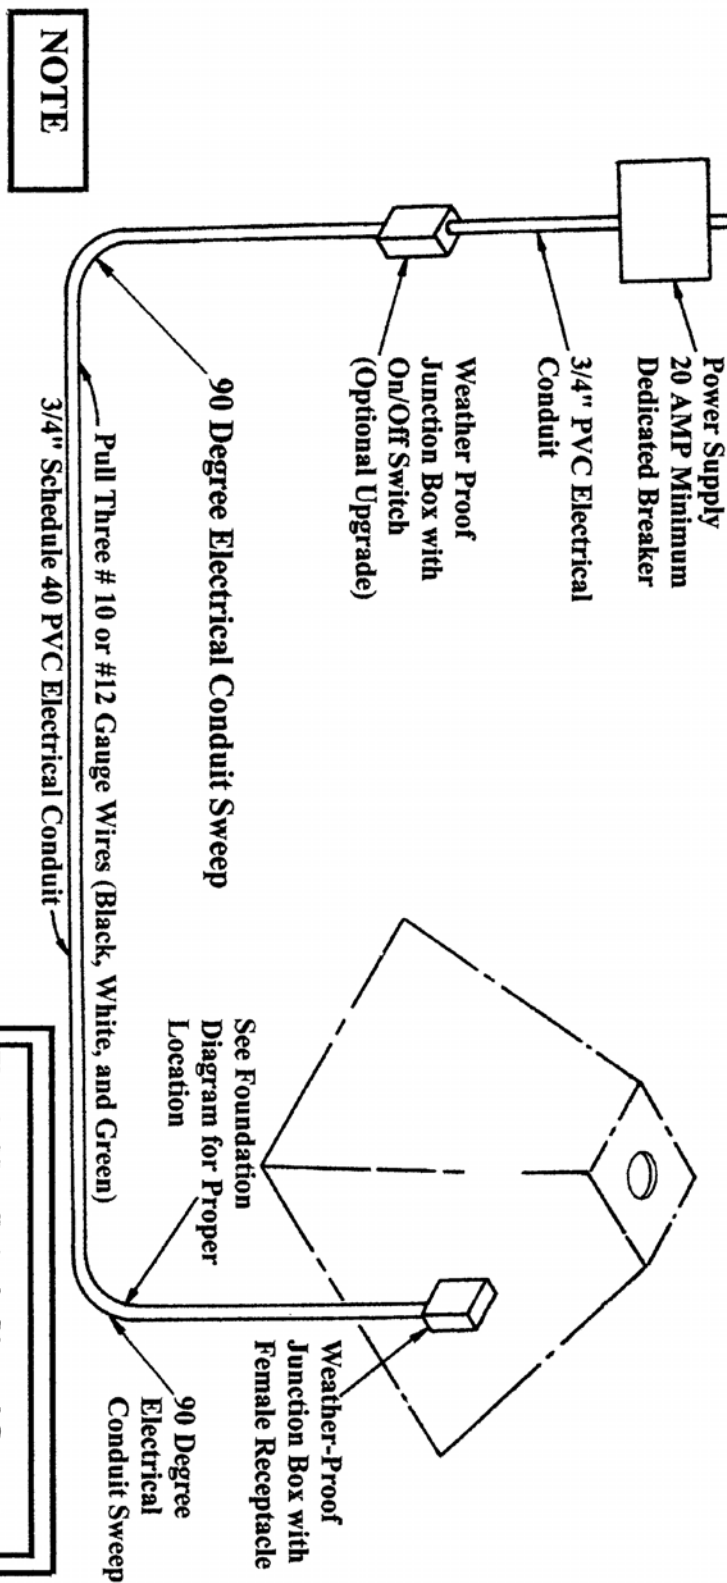 Power Supply
20 AMP Minimum
Dedicated Breaker
3/4" PVC Electrical
Conduit
Weather Proof
Junction Box with
On/Off Switch
(Optional Upgrade)
90 Degree Electrical Conduit Sweep
Pull Three # 10 or #12 Gauge Wires (Black, White, and Green)
3/4" Schedule 40 PVC Electrical Conduit
See Foundation
Diagram for Proper
Location
Weather-Proof
Junction Box with
Female Receptacle
90 Degree
Electrical
Conduit Sweep
NOTE